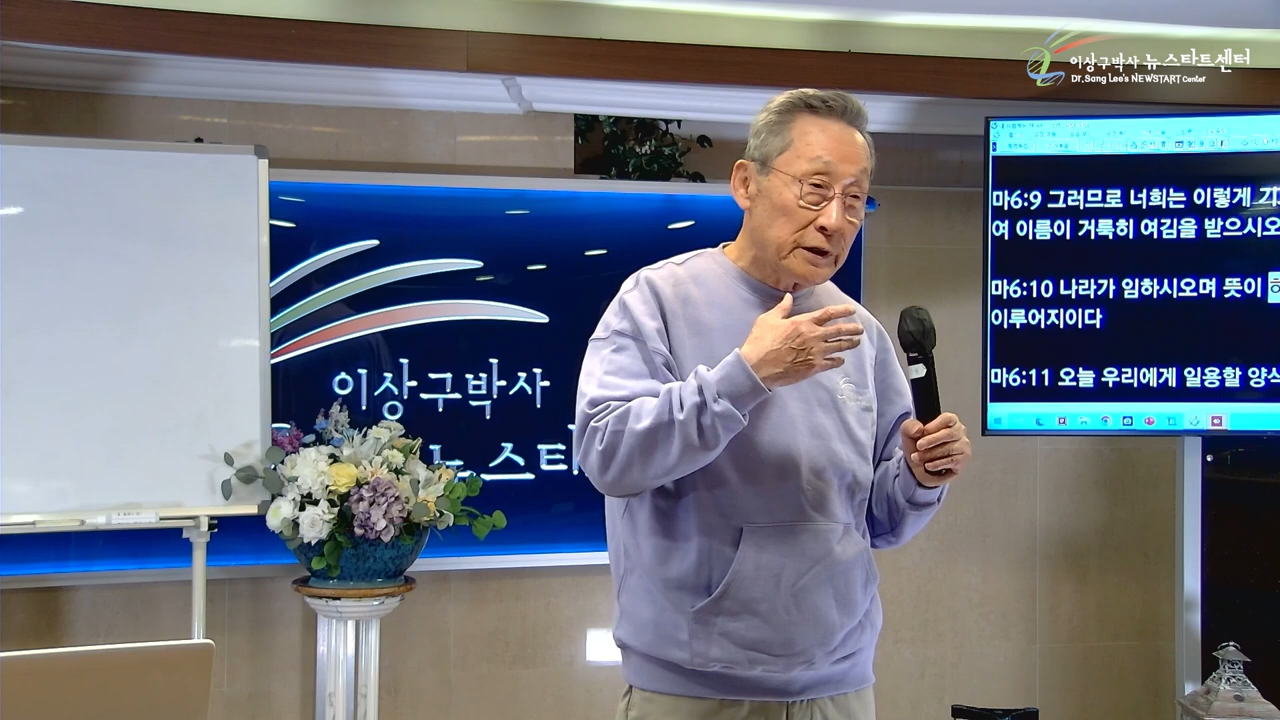 이상구박사 뉴스타트센터
Dr. Sang Lee's NEWSTART Center
이상구박사
뉴스타
마6:9 그러므로 너희는 이렇게
여 이름이 거룩히 여김을 받으시오
마6:10 나라가 임하시오며 뜻이
이루어지이다
마6:11 오늘 우리에게 일용할 양식